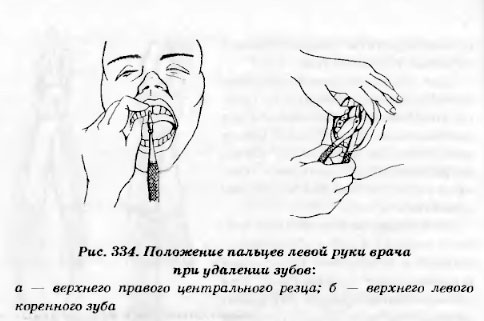 Рис. 334. Положение пальцев левой руки врача
при удалении зубов:
а — верхнего правого центрального резца; б — верхнего левого
коренного зуба